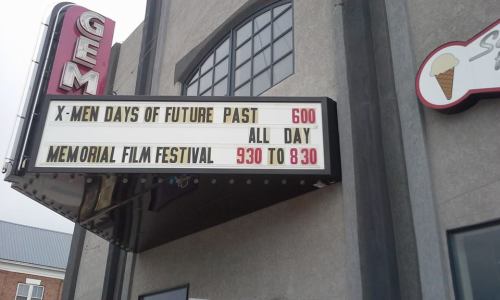 GEM
X-MEN DAYS OF FUTURE PAST 600
ALL DAY
MEMORIAL FILM FESTIVAL 930 TO 830